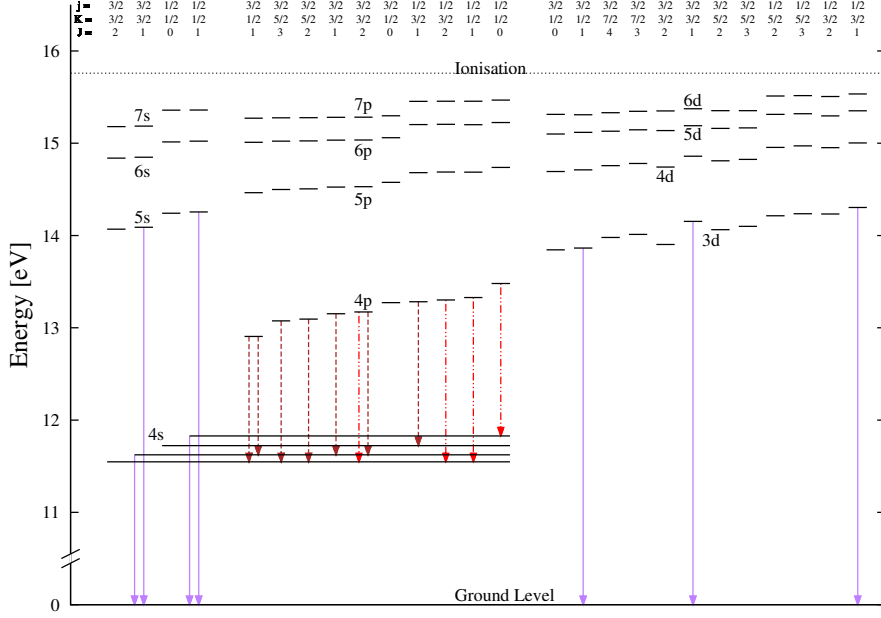 j = 3/2 3/2 1/2 1/2 3/2 3/2 3/2 3/2 3/2 3/2 1/2 1/2 1/2 1/2 3/2 3/2 3/2 3/2 3/2 3/2 3/2 3/2 1/2 1/2 1/2 1/2
K = 3/2 3/2 1/2 1/2 1/2 5/2 5/2 3/2 3/2 1/2 3/2 3/2 1/2 1/2 1/2 1/2 7/2 7/2 3/2 3/2 5/2 5/2 5/2 5/2 3/2 3/2
J = 2 1 0 1 1 3 2 1 2 0 1 2 1 0 0 1 4 3 2 1 2 3 2 3 2 1
16
Ionisation
7s 7p 6d
15
6s 6p 5d
4d
5s 5p
14
3d
13
4p
12
4s
11
0
Ground Level
Energy [eV]